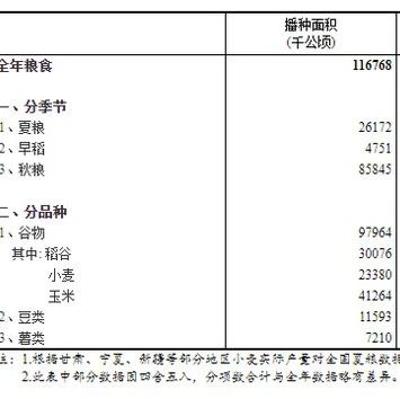 播种面积
(千公顷)
全年粮食 116768
一、分季节
1、夏粮 26172
2、早稻 4751
3、秋粮 85845
二、分品种
1、谷物 97964
其中:稻谷 30076
小麦 23380
玉米 41264
2、豆类 11593
3、薯类 7210
注：1.根据甘肃、宁夏、新疆等部分地区小麦实际产量对全国夏粮数据
2.此表中部分数据因四舍五入，分项数合计与全年数据略有差异。